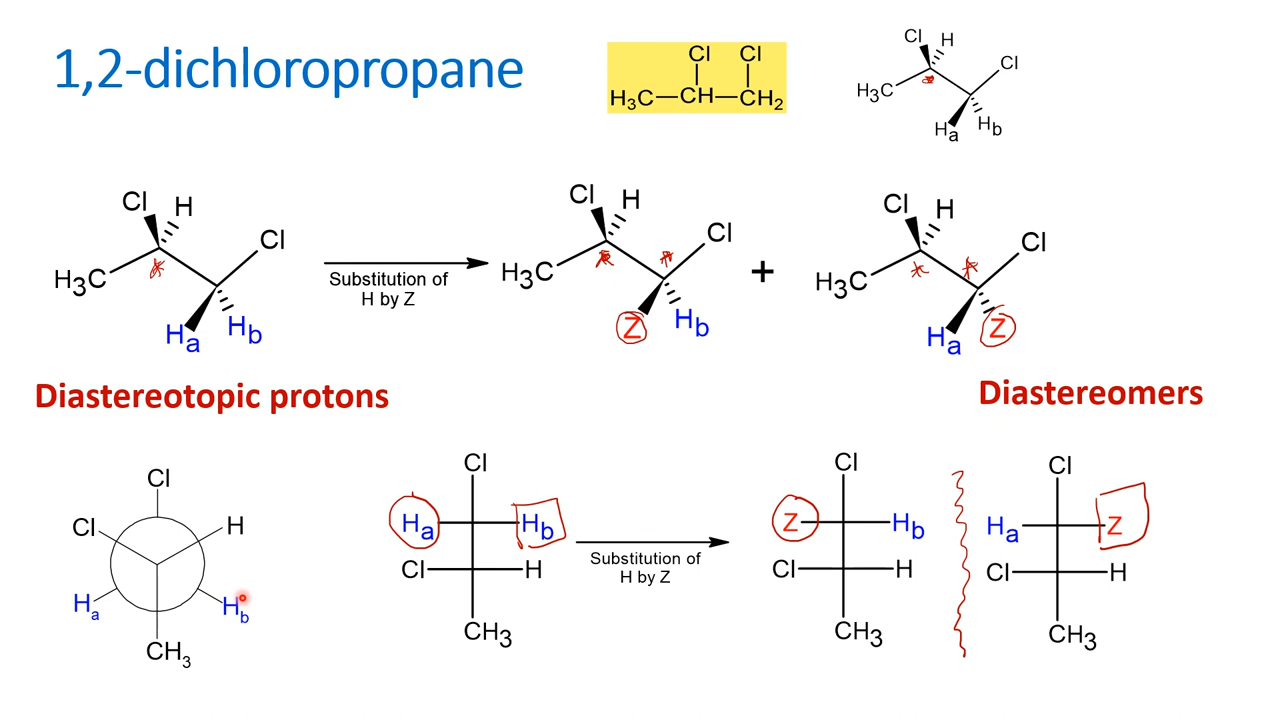 1,2-dichloropropane
Cl Cl
H₃C—CH—CH₂
Cl H
Cl
H₃C
Ha Hb
Cl H
Cl
H₃C
Ha Hb
Substitution of
H by Z
Cl H
Cl
H₃C
Z Hb
+
Cl H
Cl
H₃C
Ha Z
Diastereotopic protons
Diastereomers
Cl
Cl H
Ha Hb
CH₃
Cl
Ha Hb
Cl H
CH₃
Substitution of
H by Z
Cl
Z Hb
Cl H
CH₃
Cl
Ha Z
Cl H
CH₃